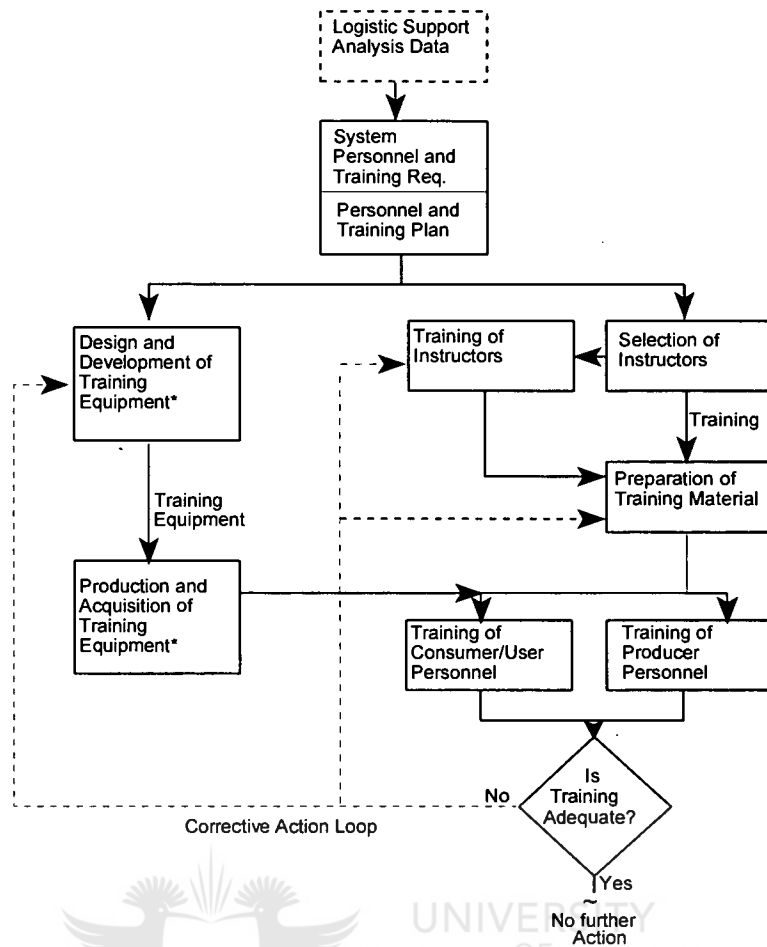 Logistic Support
Analysis Data
System
Personnel and
Training Req.
Personnel and
Training Plan
Design and
Development of
Training
Equipment*
Training of
Instructors
Selection of
Instructors
Training
Preparation of
Training Material
Training
Equipment
Production and
Acquisition of
Training
Equipment*
Training of
Consumer/User
Personnel
Training of
Producer
Personnel
Is
Training
Adequate?
No
Corrective Action Loop
Yes
~
No further
Action
UNIVERSITY
OF